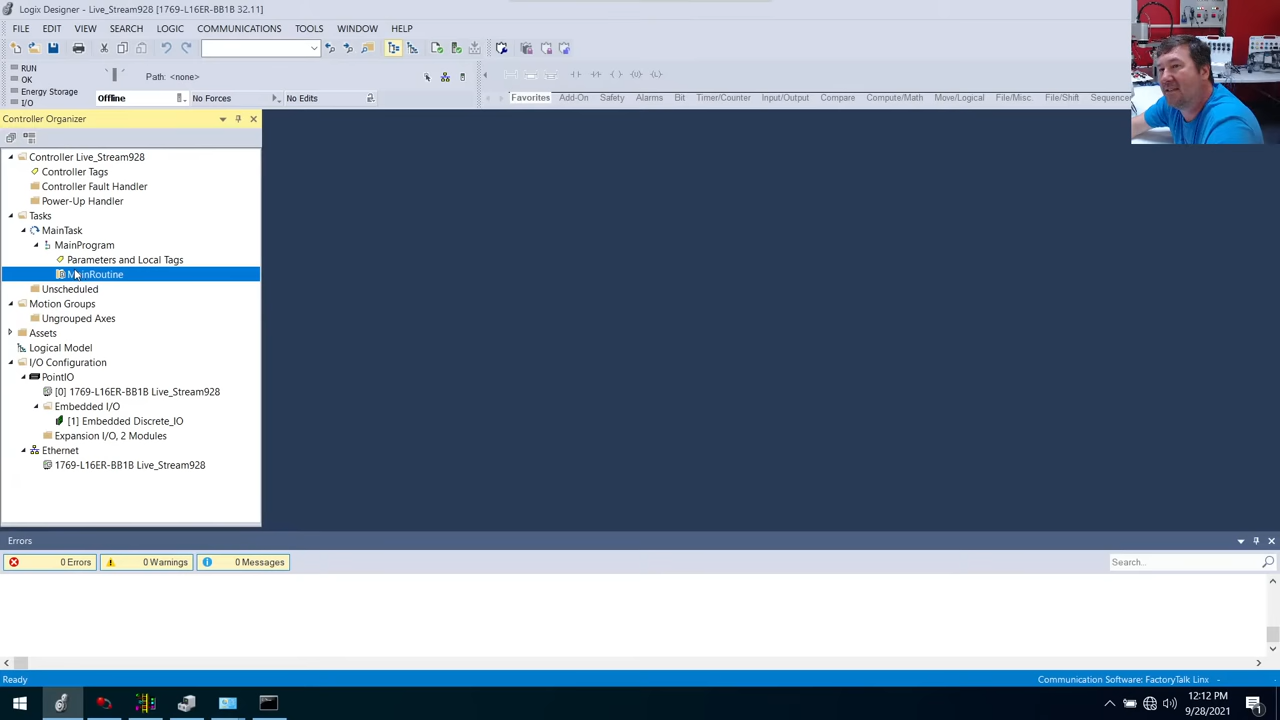 Logix Designer - Live_Stream928 [1769-L16ER-BB1B 32.11]
FILE EDIT VIEW SEARCH LOGIC COMMUNICATIONS TOOLS WINDOW HELP
RUN
OK
Energy Storage
I/O
Path: <none>
Offline
No Forces
No Edits
Favorites Add-On Safety Alarms Bit Timer/Counter Input/Output Compare Compute/Math Move/Logical File/Misc. File/Shift Sequence
Controller Organizer
Controller Live_Stream928
Controller Tags
Controller Fault Handler
Power-Up Handler
Tasks
MainTask
MainProgram
Parameters and Local Tags
MainRoutine
Unscheduled
Motion Groups
Ungrouped Axes
Assets
Logical Model
I/O Configuration
PointIO
[0] 1769-L16ER-BB1B Live_Stream928
Embedded I/O
[1] Embedded Discrete_IO
Expansion I/O, 2 Modules
Ethernet
1769-L16ER-BB1B Live_Stream928
Errors
0 Errors 0 Warnings 0 Messages
Search...
Ready
Communication Software: FactoryTalk Linx
12:12 PM
9/28/2021
1